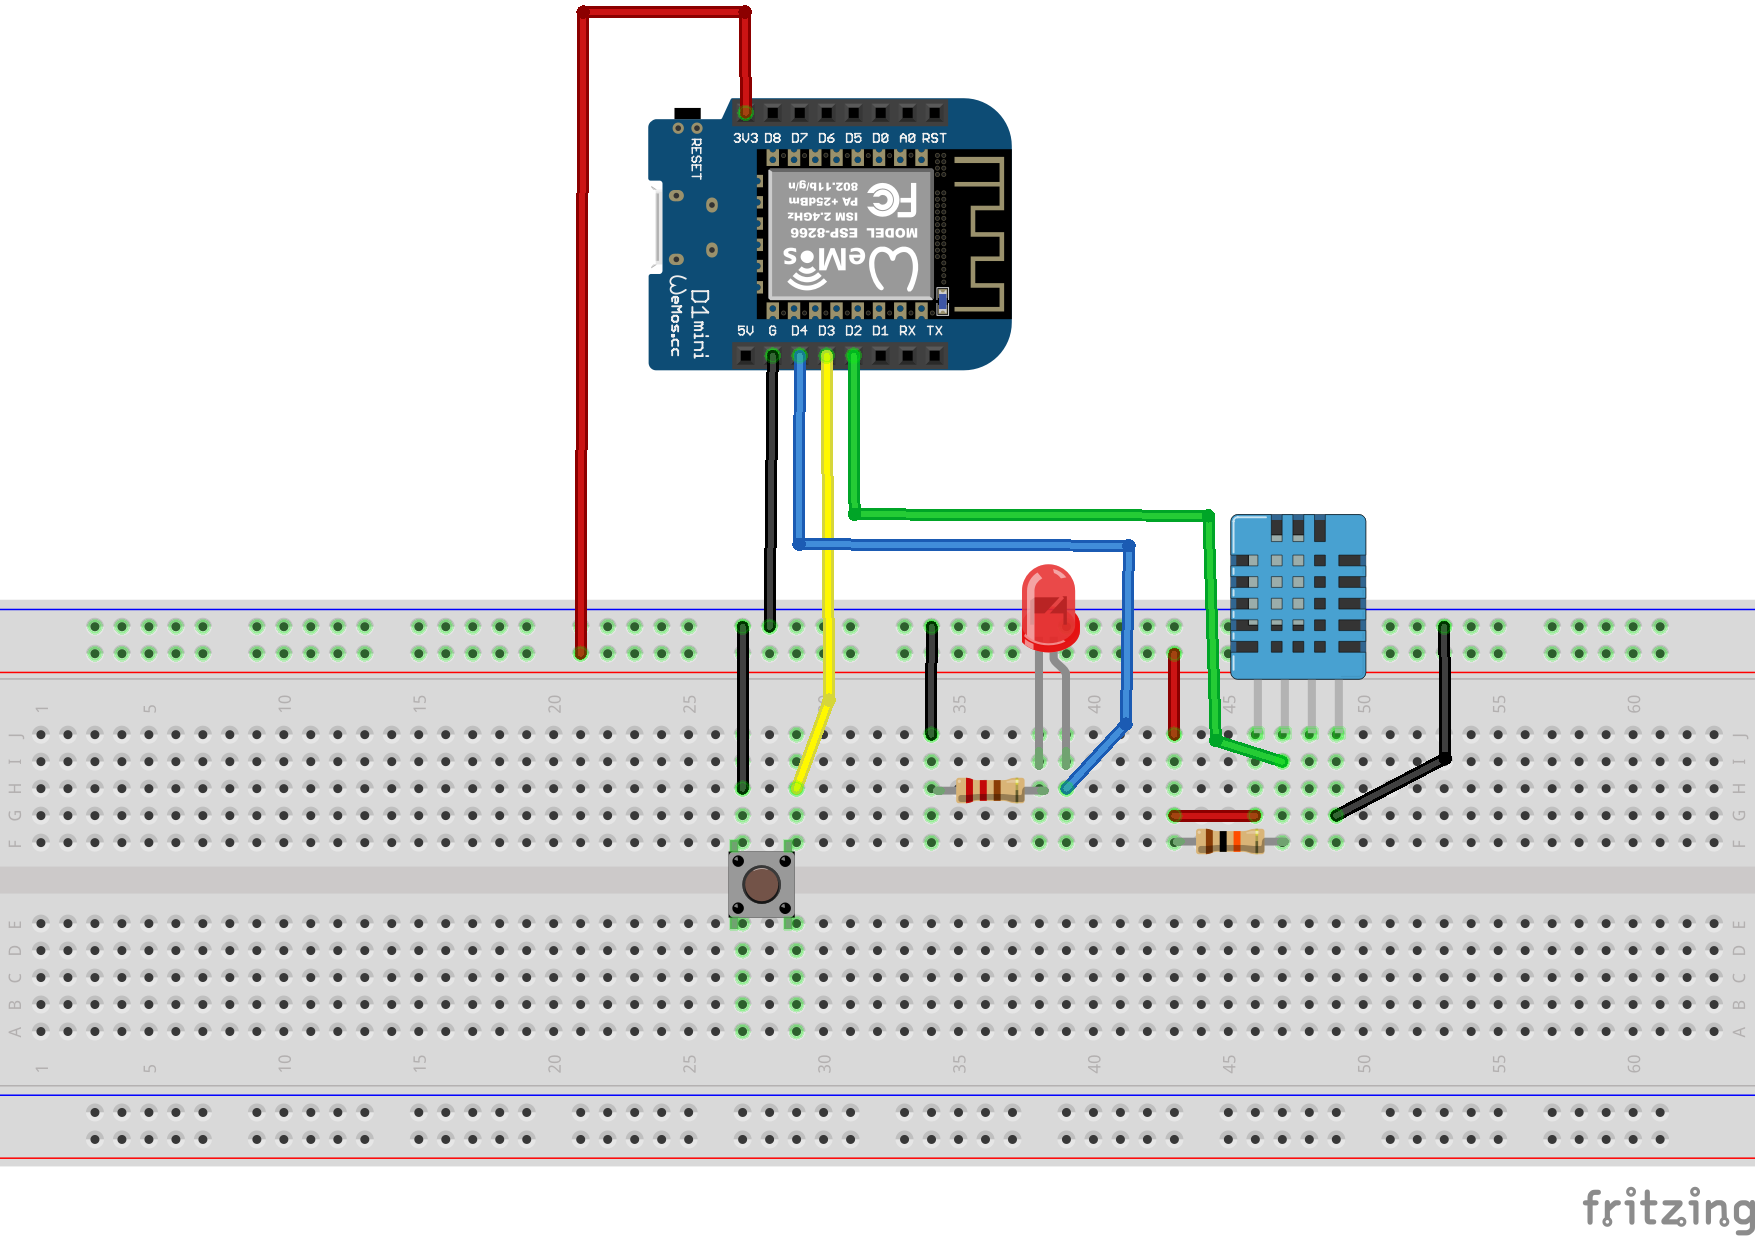 3V3 D8 D7 D6 D5 D0 A0 RST
RESET
802.11b/g/n
PA +25dBm
ISM 2.4GHz
MODEL ESP-8266
FC
WeMos
D1 mini
WeMos.cc
5V G D4 D3 D2 D1 RX TX
1 5 10 15 20 25 30 35 40 45 50 55 60
J J
I I
H H
G G
F F
E E
D D
C C
B B
A A
1 5 10 15 20 25 30 35 40 45 50 55 60
fritzing